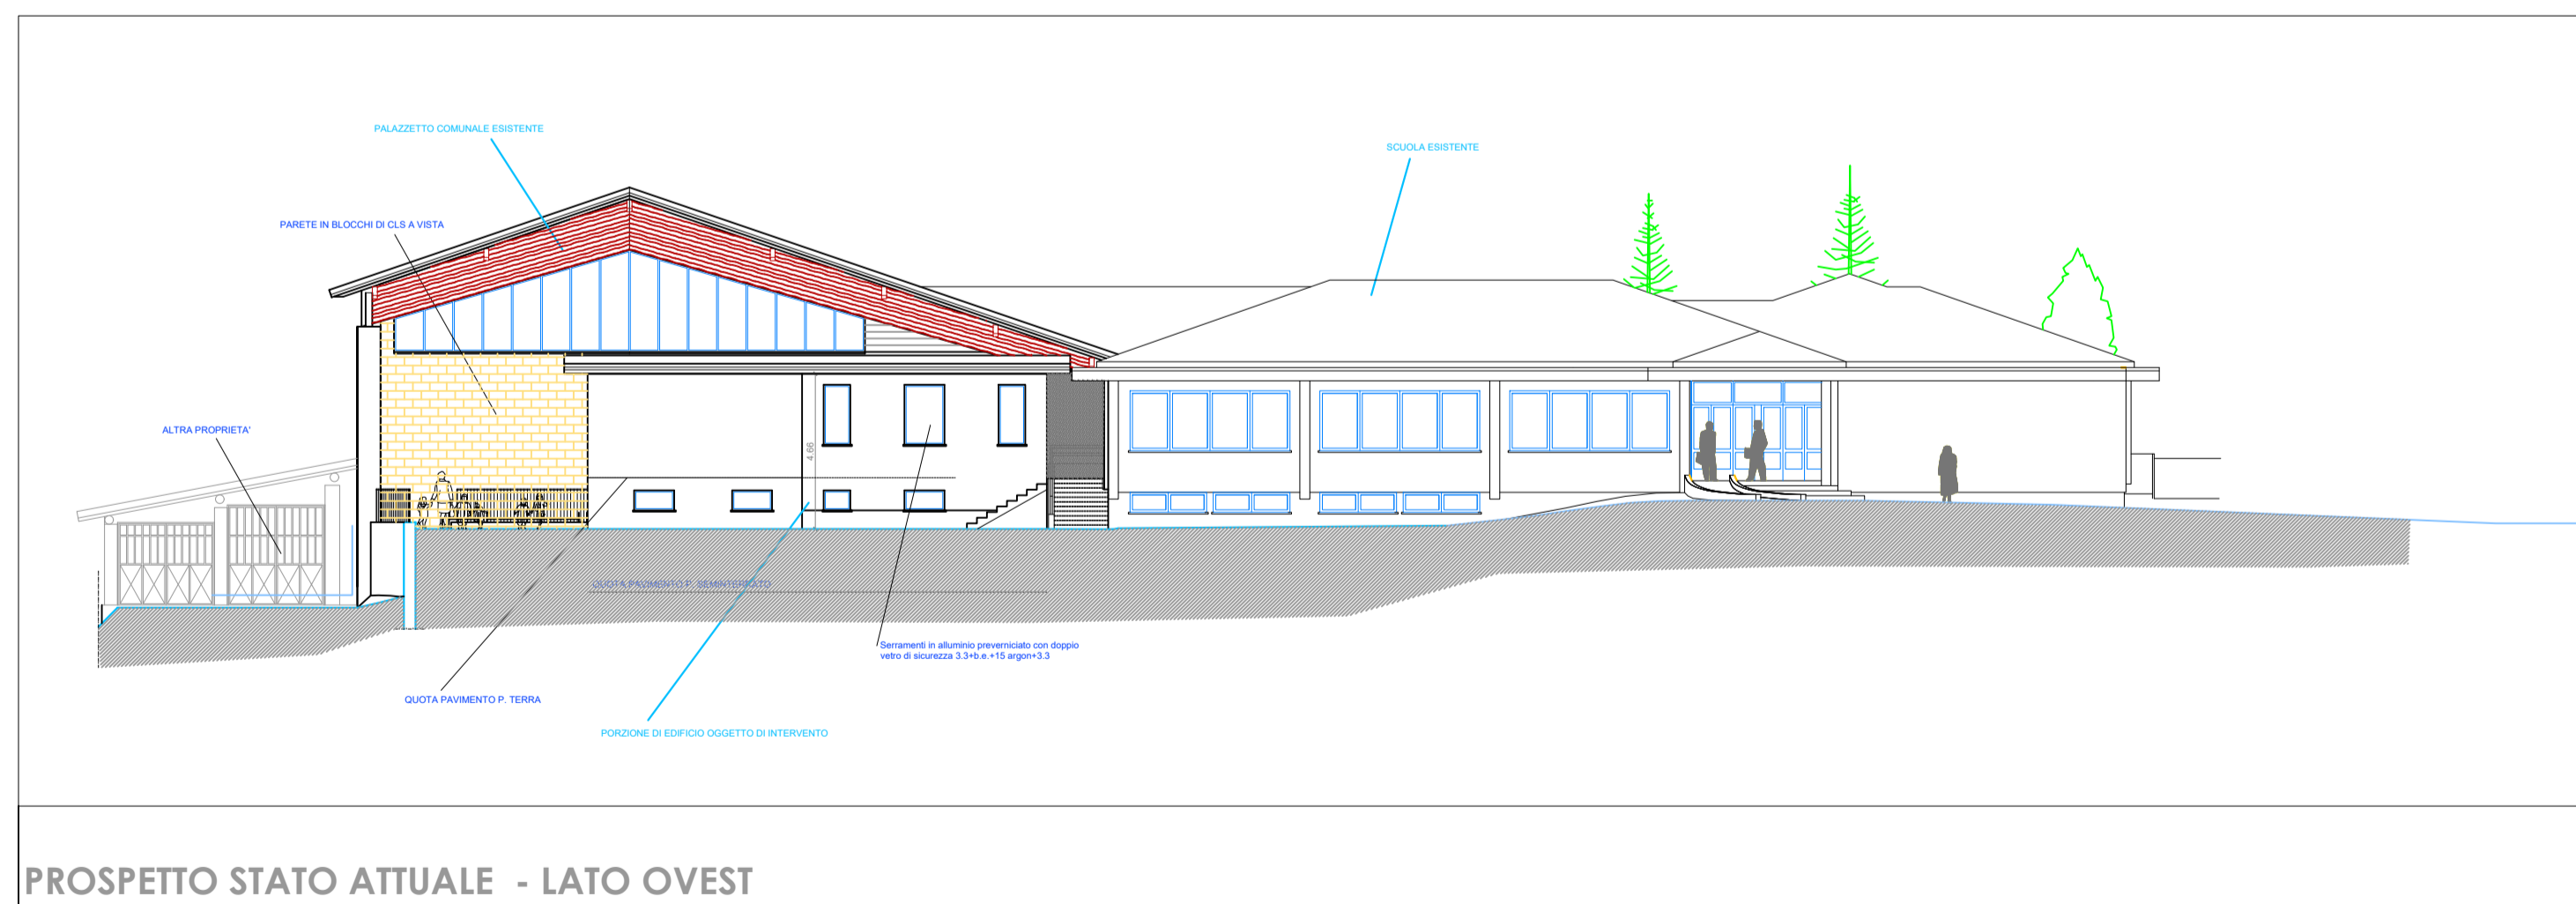 PALAZZETTO COMUNALE ESISTENTE
SCUOLA ESISTENTE
PARETE IN BLOCCHI DI CLS A VISTA
ALTRA PROPRIETA'
4.66
QUOTA PAVIMENTO P. SEMINTERRATO
Serramenti in alluminio preverniciato con doppio
vetro di sicurezza 3.3+b.e.+15 argon+3.3
QUOTA PAVIMENTO P. TERRA
PORZIONE DI EDIFICIO OGGETTO DI INTERVENTO
PROSPETTO STATO ATTUALE - LATO OVEST